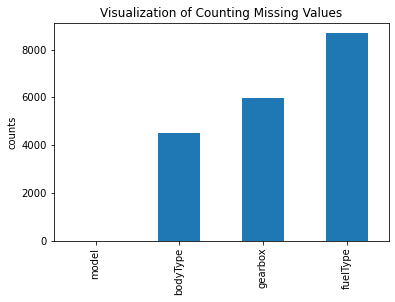 Visualization of Counting Missing Values
counts
8000
6000
4000
2000
0
model
bodyType
gearbox
fuelType